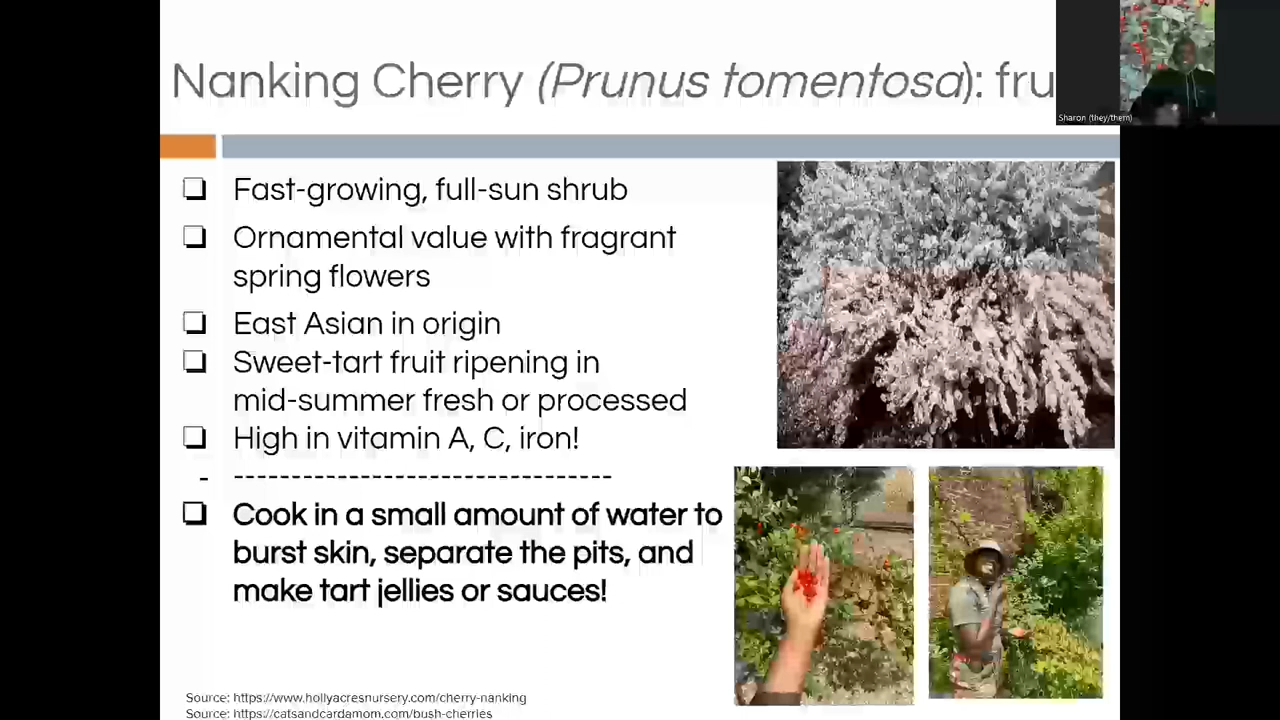 Nanking Cherry (Prunus tomentosa): fru
Sharon (they/them)
❏ Fast-growing, full-sun shrub
❏ Ornamental value with fragrant
spring flowers
❏ East Asian in origin
❏ Sweet-tart fruit ripening in
mid-summer fresh or processed
❏ High in vitamin A, C, iron!
- --------------------------------
❏ Cook in a small amount of water to
burst skin, separate the pits, and
make tart jellies or sauces!
Source: https://www.hollyacresnursery.com/cherry-nanking
Source: https://catsandcardamom.com/bush-cherries